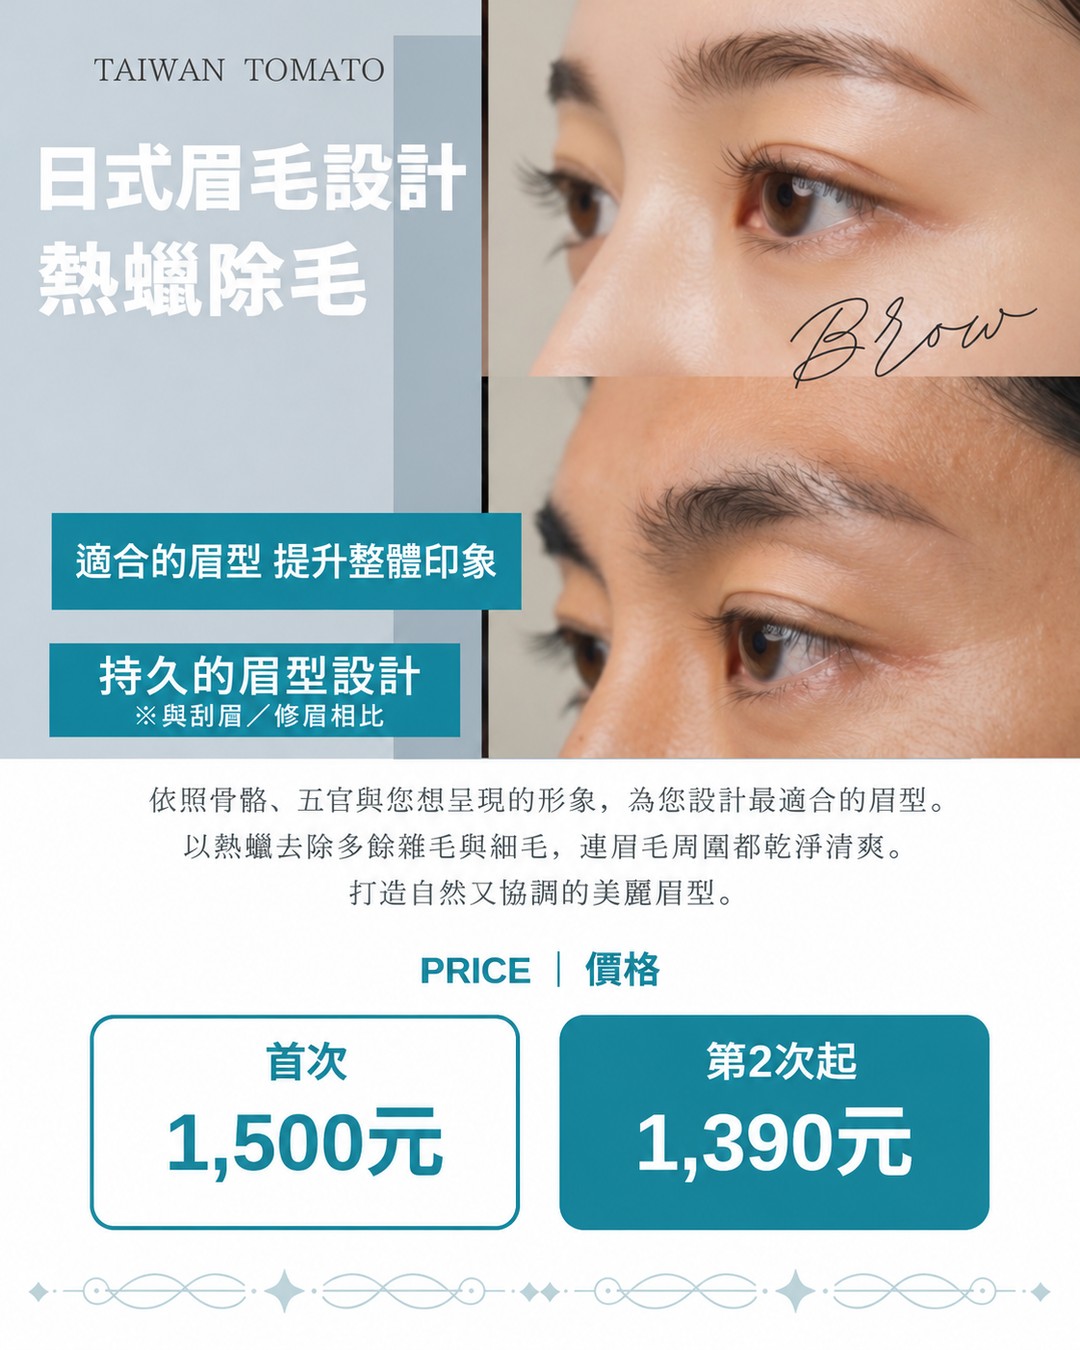 TAIWAN TOMATO
日式眉毛設計
熱蠟除毛
Brow
適合的眉型 提升整體印象
持久的眉型設計
※與刮眉／修眉相比
依照骨骼、五官與您想呈現的形象，為您設計最適合的眉型。
以熱蠟去除多餘雜毛與細毛，連眉毛周圍都乾淨清爽。
打造自然又協調的美麗眉型。
PRICE｜價格
首次
1,500元
第2次起
1,390元